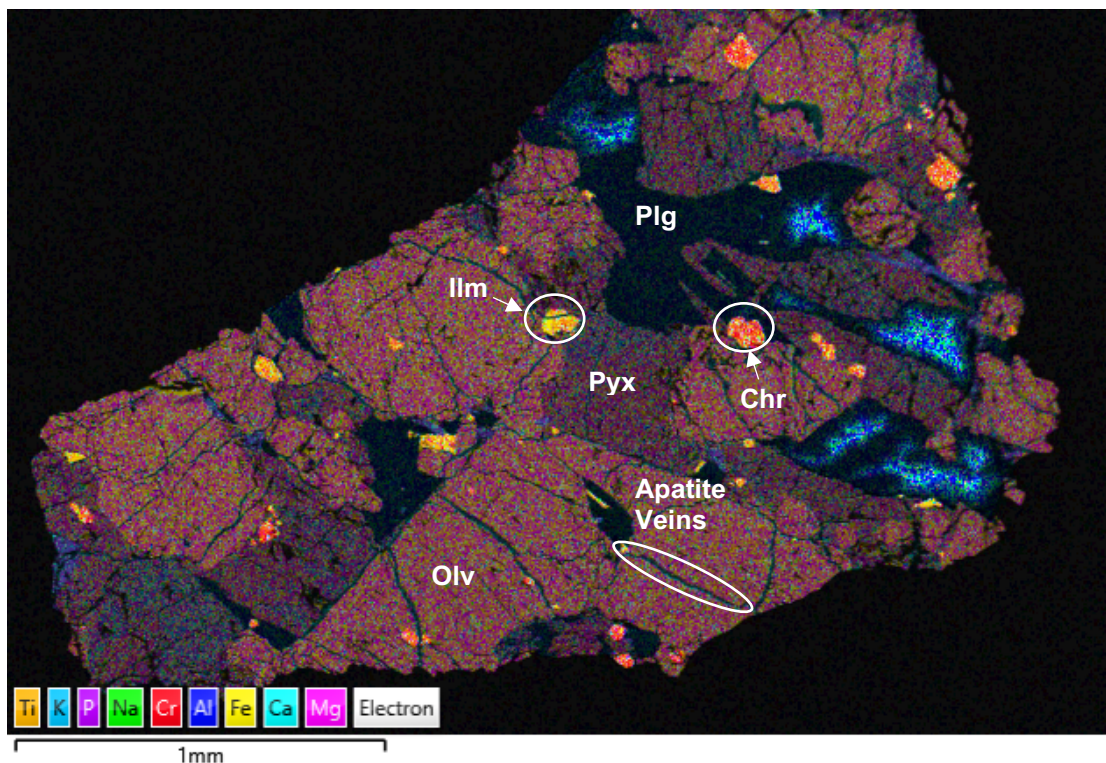 Plg
Ilm
Pyx
Chr
Apatite
Veins
Olv
Ti K P Na Cr Al Fe Ca Mg Electron
1mm